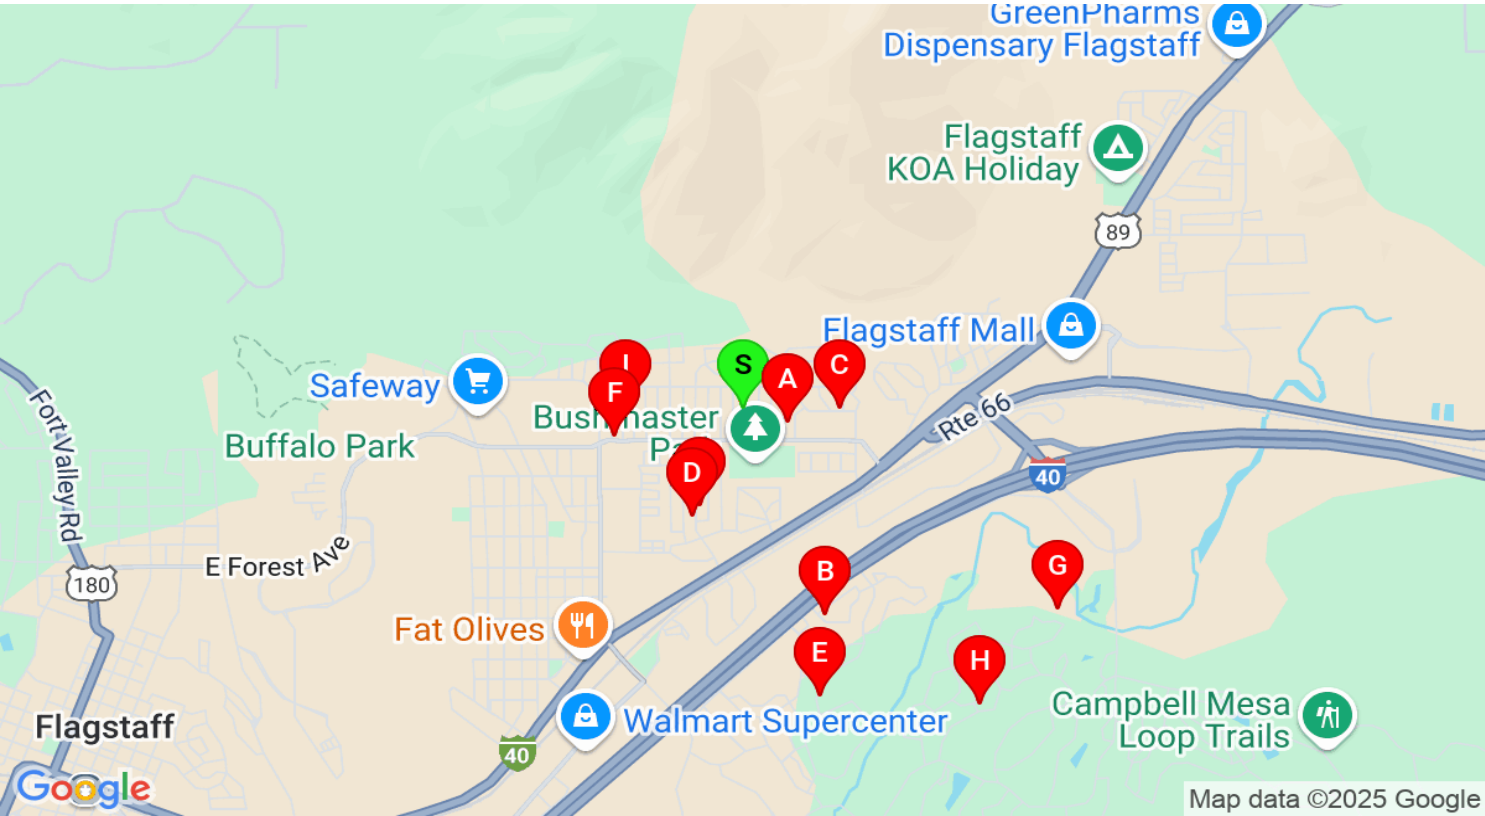 GreenPharms
Dispensary Flagstaff
Flagstaff
KOA Holiday
89
Flagstaff Mall
Safeway
S
A
C
F
Bushmaster
Rte 66
Fort Valley Rd
Buffalo Park
D
40
E Forest Ave
180
B
G
Fat Olives
E
H
Campbell Mesa
Loop Trails
Flagstaff
Walmart Supercenter
40
Google
Map data ©2025 Google